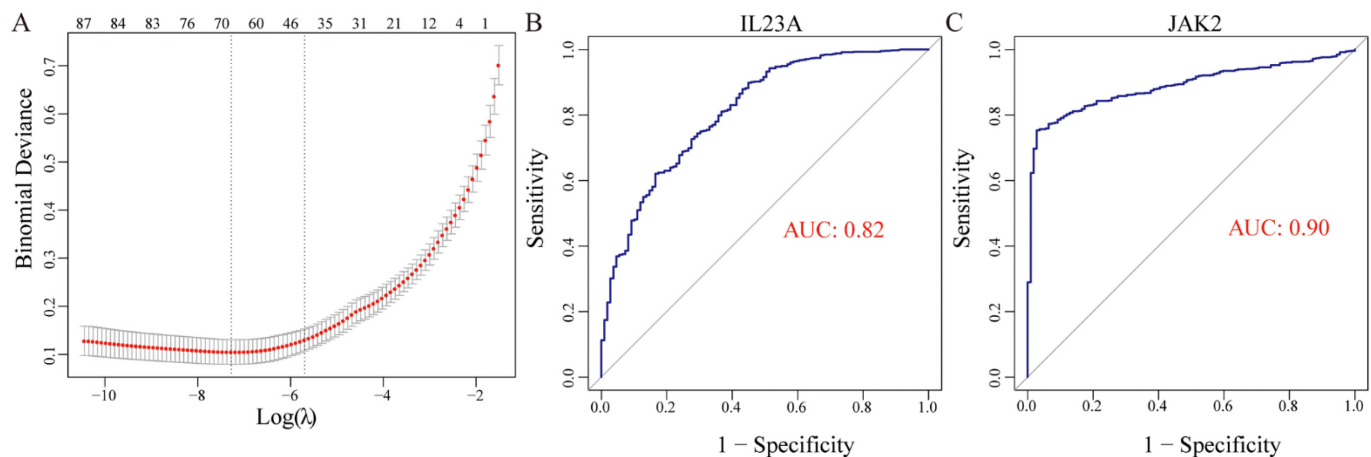 A
87 84 83 76 70 60 46 35 31 21 12 4 1
Binomial Deviance
0.7
0.6
0.5
0.4
0.3
0.2
0.1
−10 −8 −6 −4 −2
Log(λ)
B
IL23A
Sensitivity
1.0
0.8
0.6
0.4
0.2
0.0
AUC: 0.82
0.0 0.2 0.4 0.6 0.8 1.0
1 − Specificity
C
JAK2
Sensitivity
1.0
0.8
0.6
0.4
0.2
0.0
AUC: 0.90
0.0 0.2 0.4 0.6 0.8 1.0
1 − Specificity